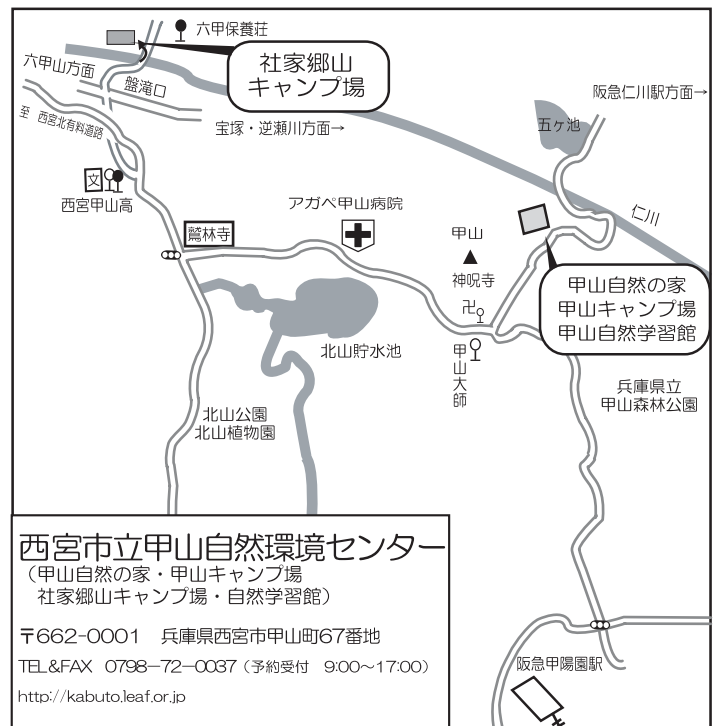 六甲保養荘
社家郷山
キャンプ場
六甲山方面
盤滝口
阪急仁川駅方面→
五ヶ池
至　西宮北有料道路
宝塚・逆瀬川方面→
文
西宮甲山高
アガペ甲山病院
鷲林寺
仁川
甲山
神呪寺
卍
甲山自然の家
甲山キャンプ場
甲山自然学習館
北山貯水池
甲山大師
兵庫県立
甲山森林公園
北山公園
北山植物園
西宮市立甲山自然環境センター
（甲山自然の家・甲山キャンプ場
社家郷山キャンプ場・自然学習館）
〒662-0001　兵庫県西宮市甲山町67番地
TEL&FAX　0798-72-0037（予約受付　9:00～17:00）
http://kabuto.leaf.or.jp
阪急甲陽園駅